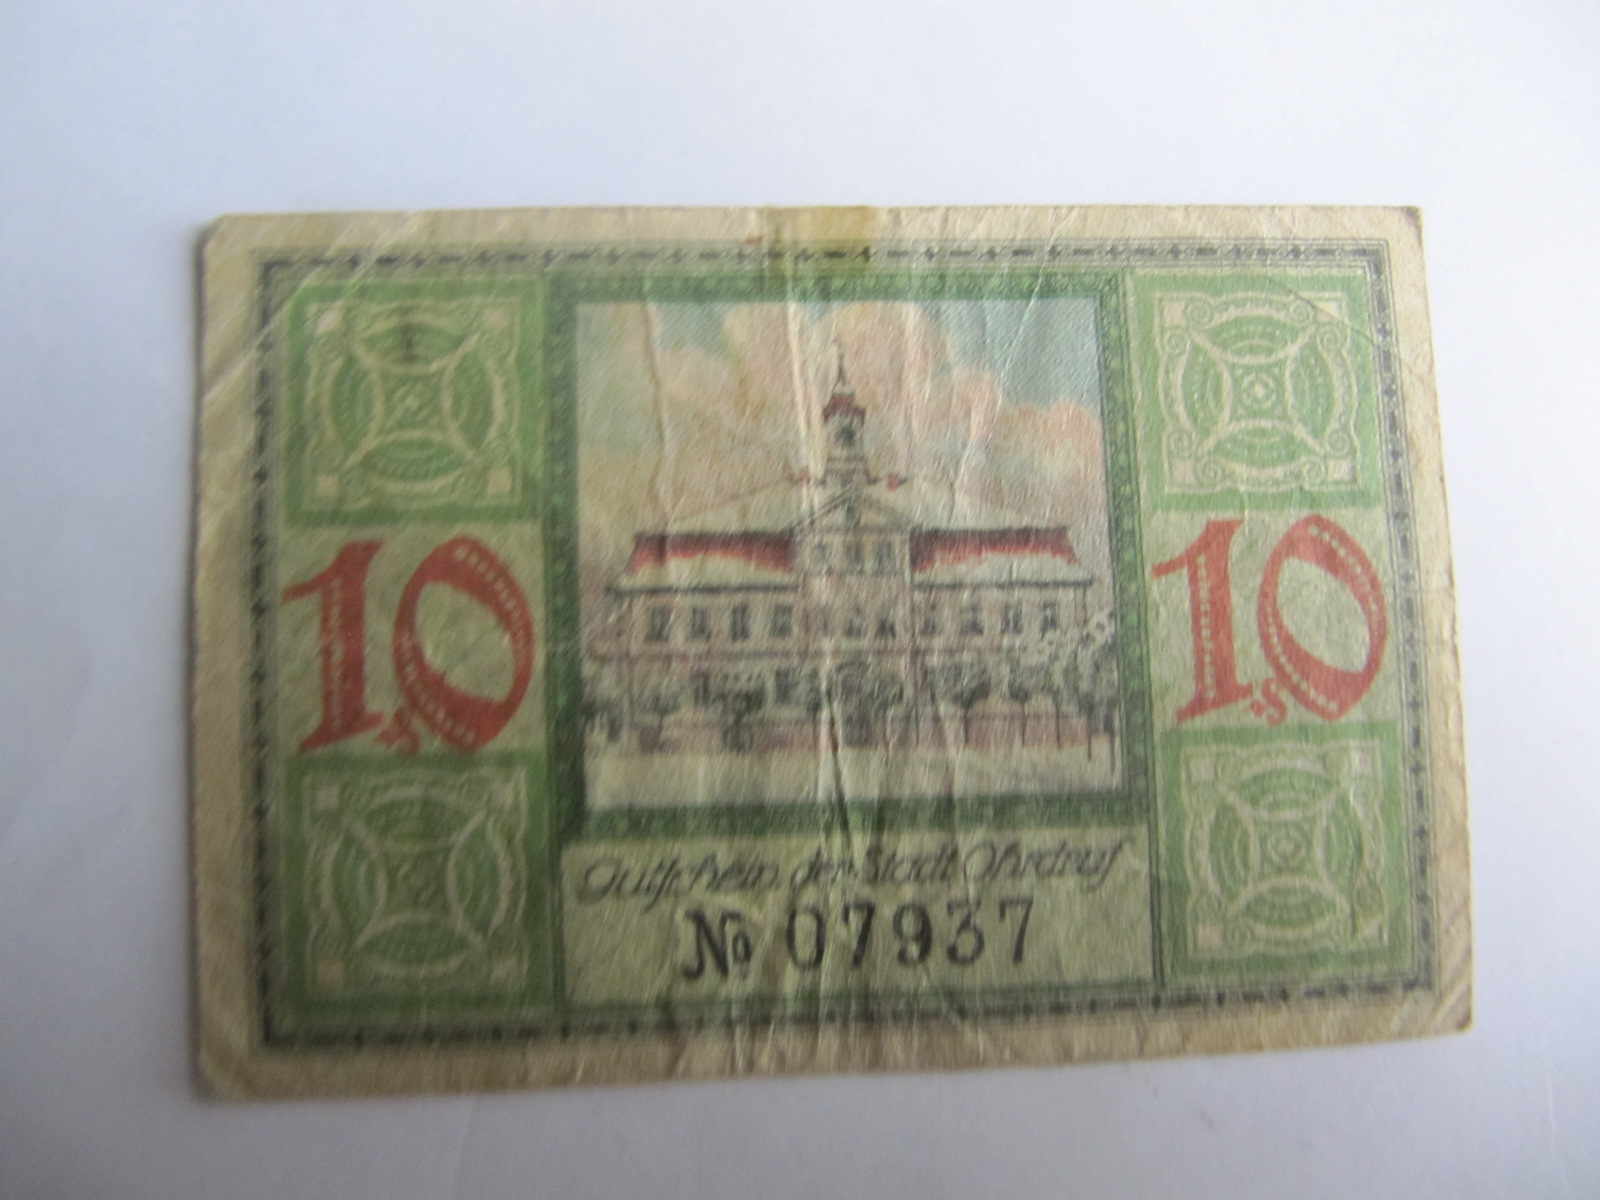 10 10
Gutschein der Stadt Ohrdruf
№ 07937